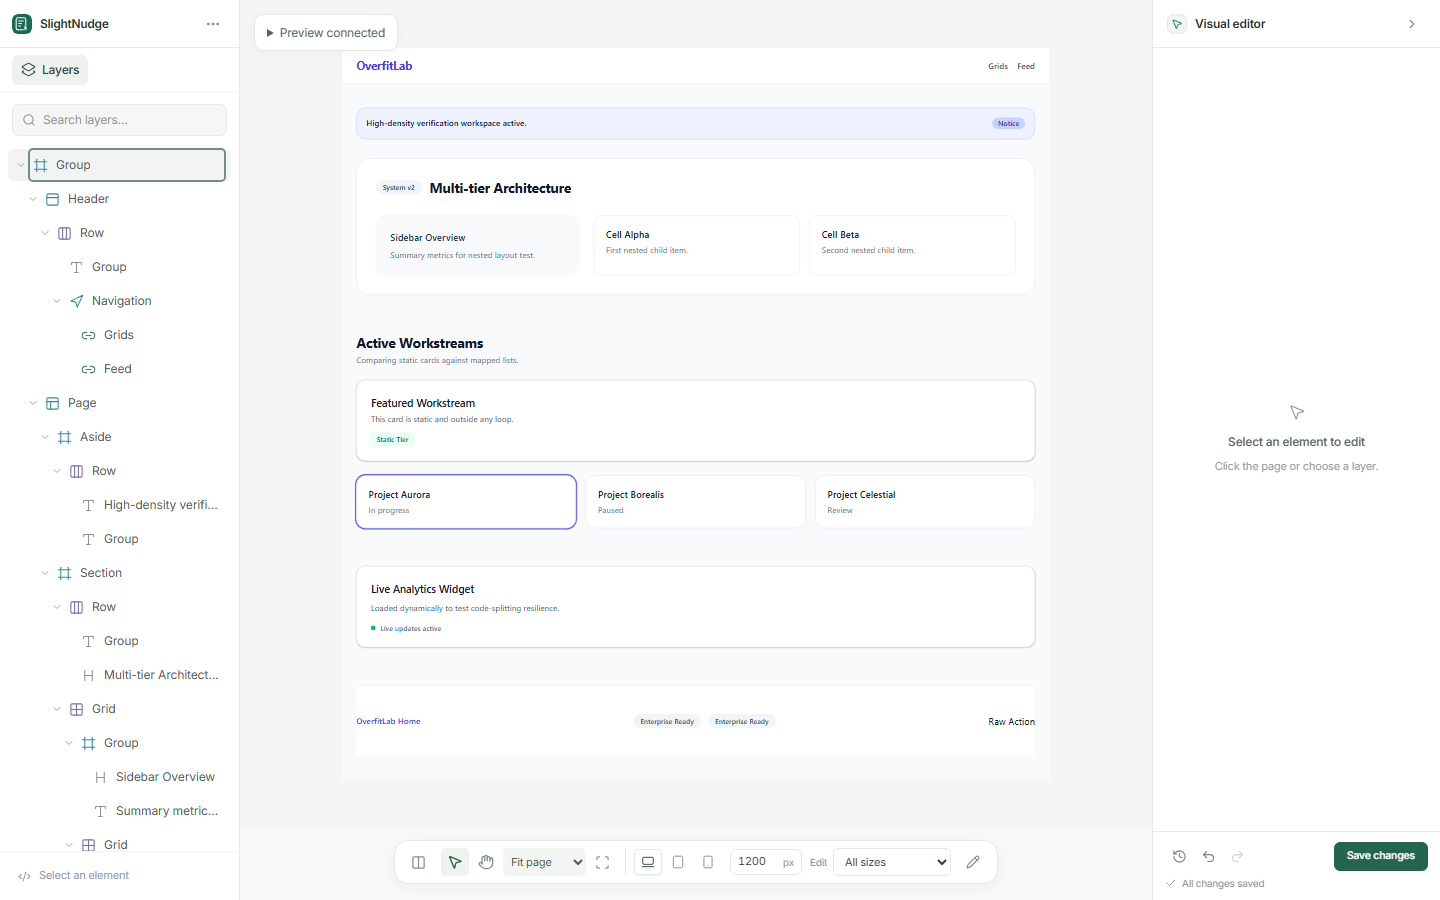 SlightNudge
Layers
Search layers...
Group
Header
Row
Group
Navigation
Grids
Feed
Page
Aside
Row
High-density verifi...
Group
Section
Row
Group
Multi-tier Architect...
Grid
Group
Sidebar Overview
Summary metric...
Grid
Select an element
Preview connected
OverfitLab
Grids Feed
High-density verification workspace active.
Notice
System v2 Multi-tier Architecture
Sidebar Overview
Summary metrics for nested layout test.
Cell Alpha
First nested child item.
Cell Beta
Second nested child item.
Active Workstreams
Comparing static cards against mapped lists.
Featured Workstream
This card is static and outside any loop.
Static Tier
Project Aurora
In progress
Project Borealis
Paused
Project Celestial
Review
Live Analytics Widget
Loaded dynamically to test code-splitting resilience.
Live updates active
OverfitLab Home
Enterprise Ready Enterprise Ready
Raw Action
Fit page
1200 px
Edit All sizes
Visual editor
Select an element to edit
Click the page or choose a layer.
Save changes
All changes saved